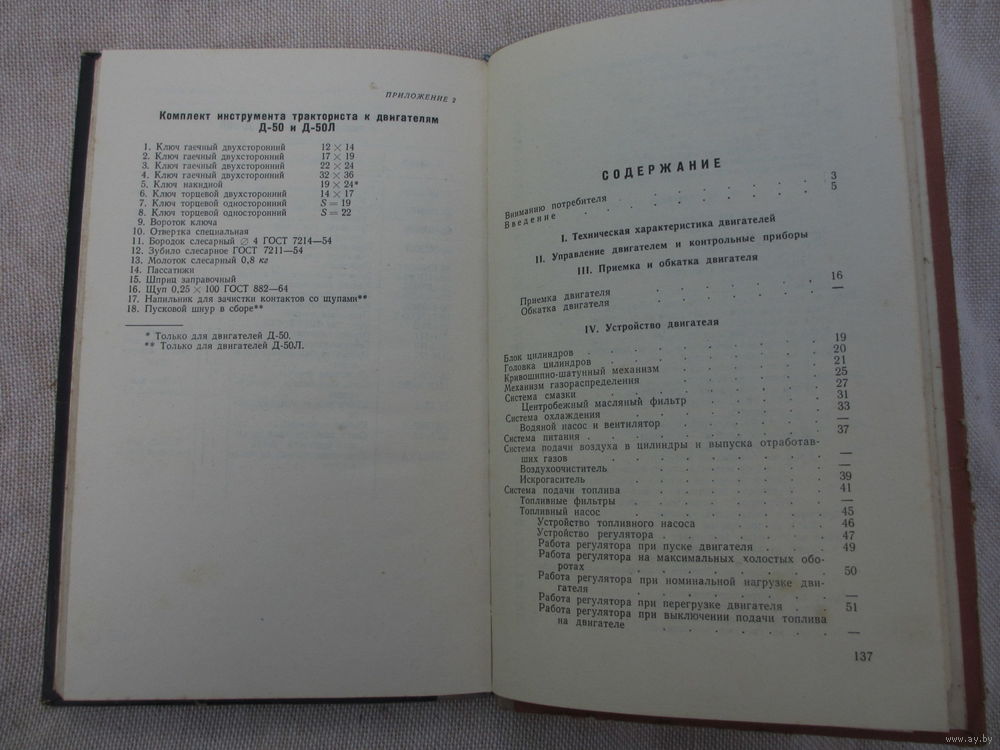 ПРИЛОЖЕНИЕ 2
Комплект инструмента тракториста к двигателям
Д-50 и Д-50Л
1. Ключ гаечный двухсторонний 12 × 14
2. Ключ гаечный двухсторонний 17 × 19
3. Ключ гаечный двухсторонний 22 × 24
4. Ключ гаечный двухсторонний 32 × 36
5. Ключ накидной 19 × 24*
6. Ключ торцевой двухсторонний 14 × 17
7. Ключ торцевой односторонний S = 19
8. Ключ торцевой односторонний S = 22
9. Вороток ключа
10. Отвертка специальная
11. Бородок слесарный ∅ 4 ГОСТ 7214—54
12. Зубило слесарное ГОСТ 7211—54
13. Молоток слесарный 0,8 кг
14. Пассатижи
15. Шприц заправочный
16. Щуп 0,25 × 100 ГОСТ 882—64
17. Напильник для зачистки контактов со щупами**
18. Пусковой шнур в сборе**
* Только для двигателей Д-50.
** Только для двигателей Д-50Л.
СОДЕРЖАНИЕ
Вниманию потребителя . . . . . . . 3
Введение . . . . . . . 5
I. Техническая характеристика двигателей
II. Управление двигателем и контрольные приборы
III. Приемка и обкатка двигателя
Приемка двигателя . . . . . . . 16
Обкатка двигателя . . . . . . . —
IV. Устройство двигателя
Блок цилиндров . . . . . . . 19
Головка цилиндров . . . . . . . 20
Кривошипно-шатунный механизм . . . . . . 21
Механизм газораспределения . . . . . . 25
Система смазки . . . . . . . 27
Центробежный масляный фильтр . . . . . 31
Система охлаждения . . . . . . . 33
Водяной насос и вентилятор . . . . . . —
Система питания . . . . . . . 37
Система подачи воздуха в цилиндры и выпуска отработав-
ших газов . . . . . . . —
Воздухоочиститель . . . . . . . —
Искрогаситель . . . . . . . 39
Система подачи топлива . . . . . . 41
Топливные фильтры . . . . . . —
Топливный насос . . . . . . . 45
Устройство топливного насоса . . . . . 46
Устройство регулятора . . . . . . 47
Работа регулятора при пуске двигателя . . . 49
Работа регулятора на максимальных холостых обо-
ротах . . . . . . . 50
Работа регулятора при номинальной нагрузке дви-
гателя . . . . . . . —
Работа регулятора при перегрузке двигателя . . 51
Работа регулятора при выключении подачи топлива
на двигателе . . . . . . —
137
www.ay.by